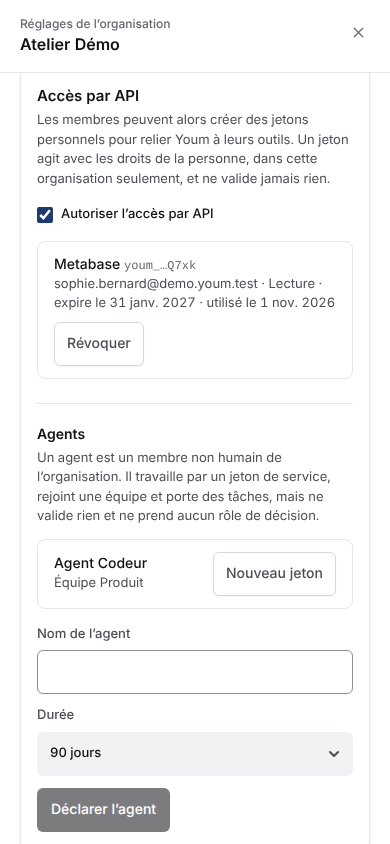 Réglages de l’organisation
Atelier Démo
Accès par API
Les membres peuvent alors créer des jetons
personnels pour relier Youm à leurs outils. Un jeton
agit avec les droits de la personne, dans cette
organisation seulement, et ne valide jamais rien.
Autoriser l’accès par API
Metabase youm_…Q7xk
sophie.bernard@demo.youm.test · Lecture ·
expire le 31 janv. 2027 · utilisé le 1 nov. 2026
Révoquer
Agents
Un agent est un membre non humain de
l’organisation. Il travaille par un jeton de service,
rejoint une équipe et porte des tâches, mais ne
valide rien et ne prend aucun rôle de décision.
Agent Codeur
Équipe Produit
Nouveau jeton
Nom de l’agent
Durée
90 jours
Déclarer l’agent